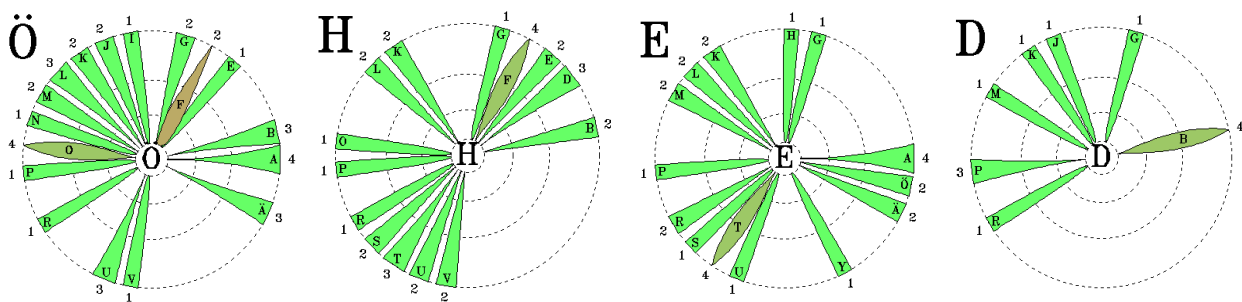 Ö
Ö
G 2
F 2
E 1
B 3
A 4
Ä 3
V 1
U 3
R 1
P 1
O 4
N 1
M 2
L 3
K 2
J 2
I 1
H
H
G 1
F 4
E 2
D 3
B 2
V 2
U 2
T 3
S 2
R 1
P 1
O 1
L 2
K 2
E
E
H 1
G 1
A 4
Ö 2
Ä 2
Y 1
U 1
T 4
S 1
R 2
P 1
M 2
L 2
K 2
D
D
G 1
B 4
R 1
P 3
M 1
K 1
J 1